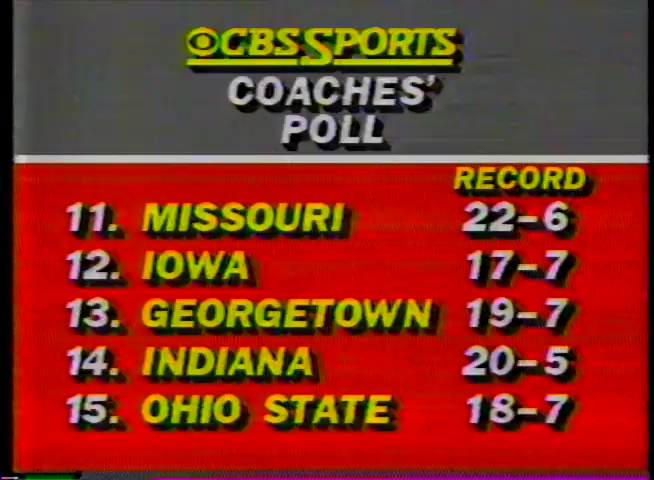 CBS SPORTS
COACHES'
POLL
RECORD
11. MISSOURI 22-6
12. IOWA 17-7
13. GEORGETOWN 19-7
14. INDIANA 20-5
15. OHIO STATE 18-7